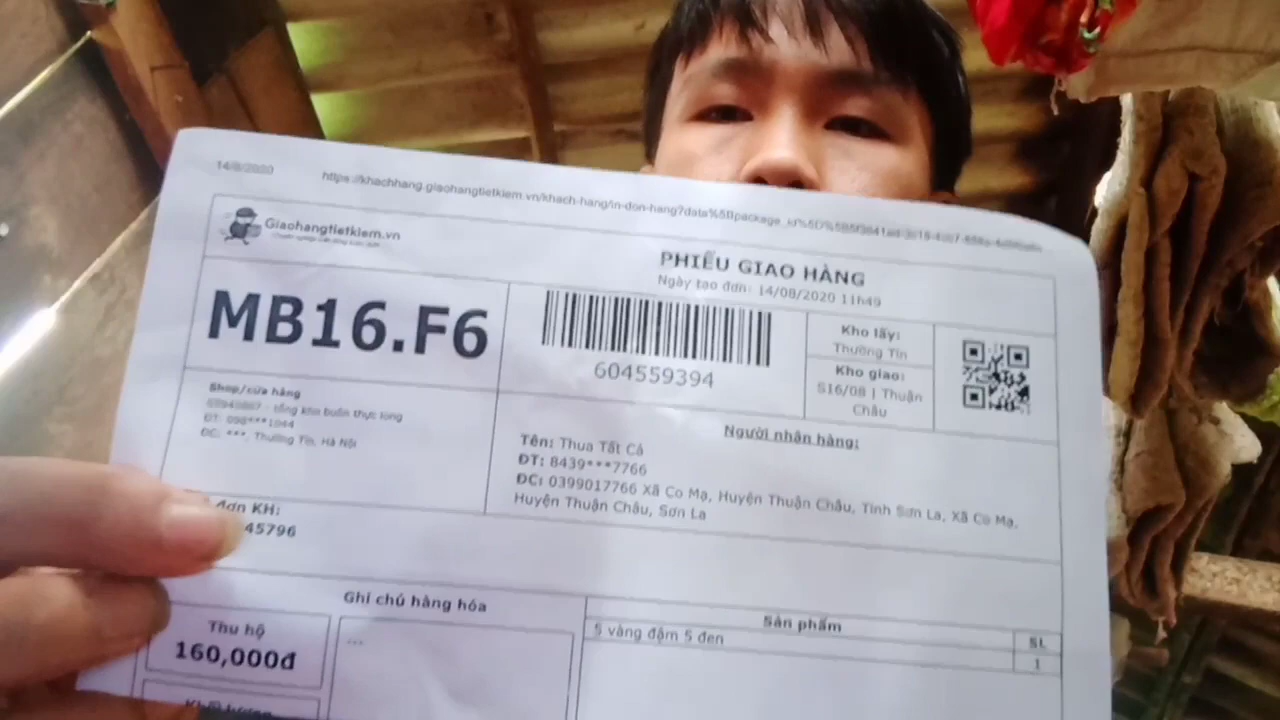 14/8/2020
https://khachhang.giaohangtietkiem.vn/khach-hang/in-don-hang?data%5Bpackage_id%5D%5B
Giaohangtietkiem.vn
PHIẾU GIAO HÀNG
Ngày tạo đơn: 14/08/2020 11h49
MB16.F6
604559394
Kho lấy:
Thường Tín
Kho giao:
S16/08 | Thuận
Châu
Shop/cửa hàng
- tổng kho buôn thực long
ĐT: 098***1044
ĐC: ***, Thường Tín, Hà Nội
Người nhận hàng:
Tên: Thua Tất Cả
ĐT: 8439***7766
ĐC: 0399017766 Xã Co Mạ, Huyện Thuận Châu, Tỉnh Sơn La, Xã Co Mạ,
Huyện Thuận Châu, Sơn La
đơn KH:
45796
Thu hộ
160,000đ
Khối lượng
Ghi chú hàng hóa
---
Sản phẩm
SL
5 vàng đậm 5 đen
1